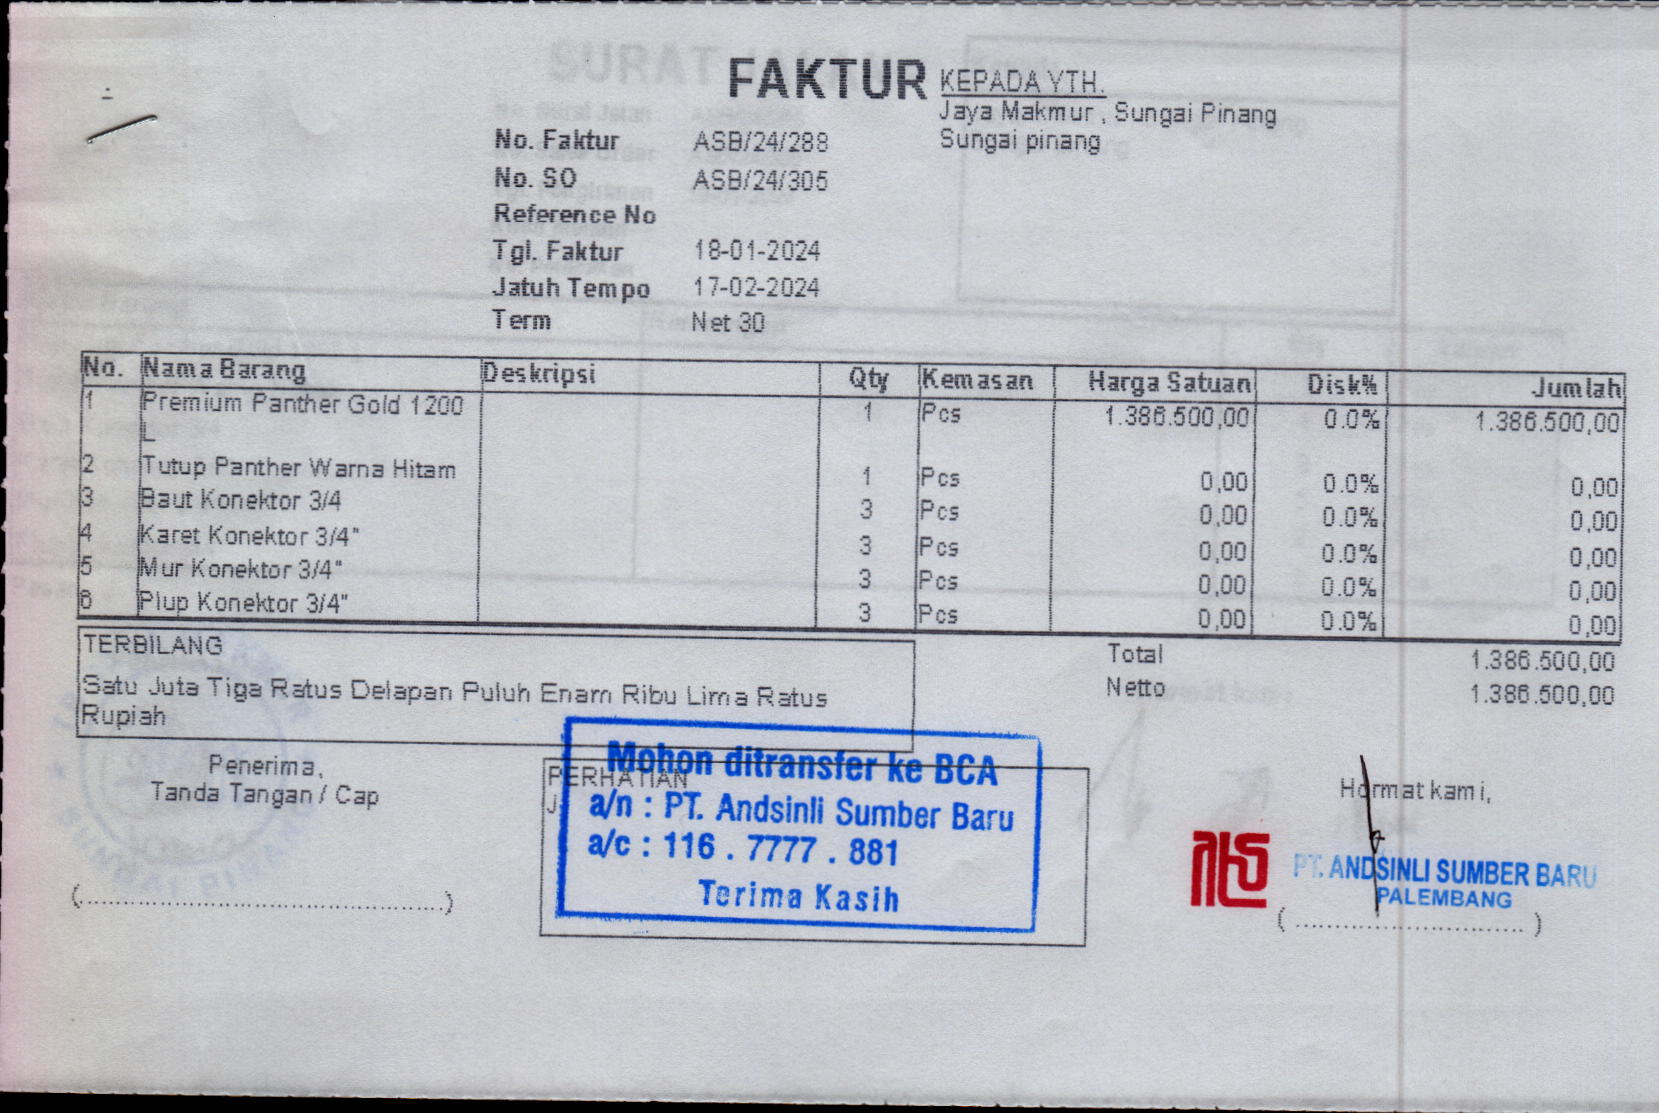 FAKTUR
KEPADA YTH.
Jaya Makmur , Sungai Pinang
Sungai pinang
No. Faktur ASB/24/288
No. SO ASB/24/305
Reference No
Tgl. Faktur 18-01-2024
Jatuh Tempo 17-02-2024
Term Net 30
No. Nama Barang Deskripsi Qty Kemasan Harga Satuan Disk% Jumlah
1 Premium Panther Gold 1200 1 Pcs 1.386.500,00 0.0% 1.386.500,00
L
2 Tutup Panther Warna Hitam 1 Pcs 0,00 0.0% 0,00
3 Baut Konektor 3/4 3 Pcs 0,00 0.0% 0,00
4 Karet Konektor 3/4" 3 Pcs 0,00 0.0% 0,00
5 Mur Konektor 3/4" 3 Pcs 0,00 0.0% 0,00
6 Plup Konektor 3/4" 3 Pcs 0,00 0.0% 0,00
TERBILANG
Satu Juta Tiga Ratus Delapan Puluh Enam Ribu Lima Ratus
Rupiah
Total 1.386.500,00
Netto 1.386.500,00
Penerima,
Tanda Tangan / Cap
(..........................................................)
PERHATIAN
Mohon ditransfer ke BCA
a/n : PT. Andsinli Sumber Baru
a/c : 116 . 7777 . 881
Terima Kasih
Hormat kami,
PT. ANDSINLI SUMBER BARU
PALEMBANG
( ..................................... )